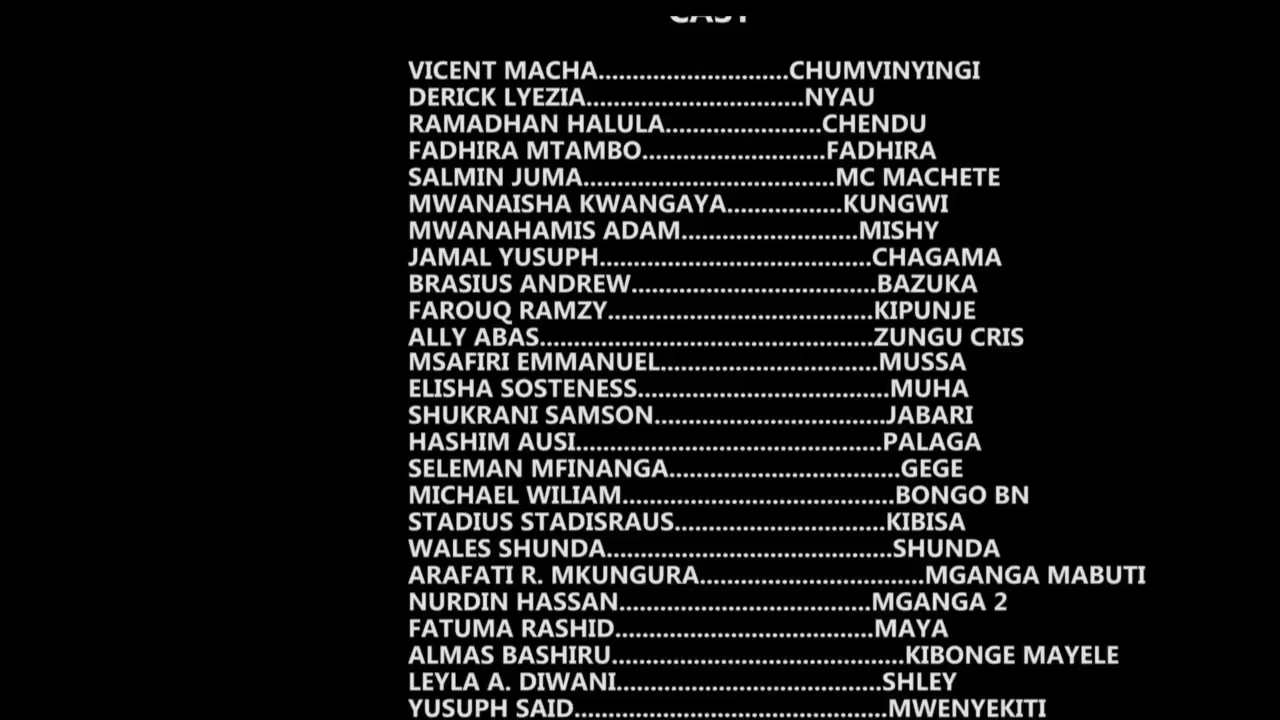 CAST
VICENT MACHA............................CHUMVINYINGI
DERICK LYEZIA................................NYAU
RAMADHAN HALULA.......................CHENDU
FADHIRA MTAMBO...........................FADHIRA
SALMIN JUMA.....................................MC MACHETE
MWANAISHA KWANGAYA.................KUNGWI
MWANAHAMIS ADAM..........................MISHY
JAMAL YUSUPH........................................CHAGAMA
BRASIUS ANDREW....................................BAZUKA
FAROUQ RAMZY.......................................KIPUNJE
ALLY ABAS.................................................ZUNGU CRIS
MSAFIRI EMMANUEL................................MUSSA
ELISHA SOSTENESS.....................................MUHA
SHUKRANI SAMSON..................................JABARI
HASHIM AUSI.............................................PALAGA
SELEMAN MFINANGA..................................GEGE
MICHAEL WILIAM........................................BONGO BN
STADIUS STADISRAUS...............................KIBISA
WALES SHUNDA..........................................SHUNDA
ARAFATI R. MKUNGURA.................................MGANGA MABUTI
NURDIN HASSAN.....................................MGANGA 2
FATUMA RASHID......................................MAYA
ALMAS BASHIRU...........................................KIBONGE MAYELE
LEYLA A. DIWANI.......................................SHLEY
YUSUPH SAID..............................................MWENYEKITI